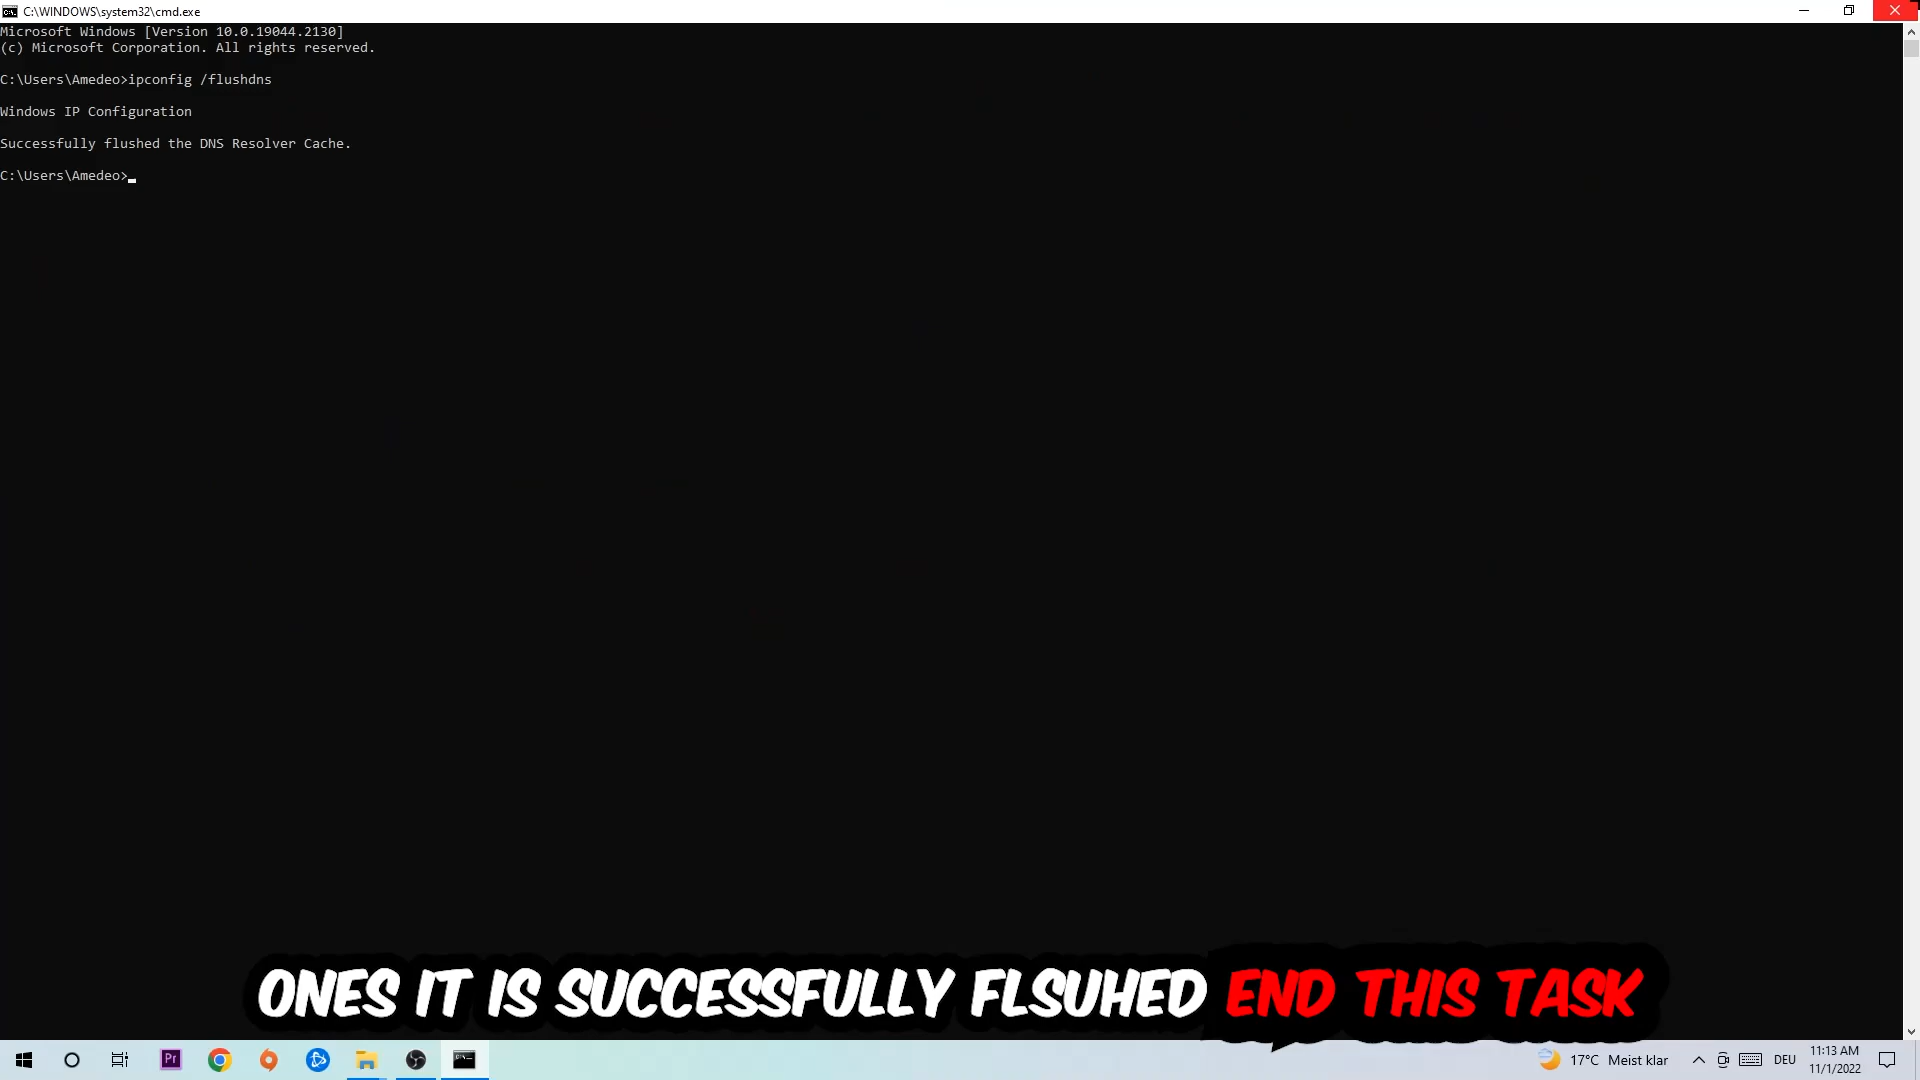 C:\WINDOWS\system32\cmd.exe
Microsoft Windows [Version 10.0.19044.2130]
(c) Microsoft Corporation. All rights reserved.
C:\Users\Amedeo>ipconfig /flushdns
Windows IP Configuration
Successfully flushed the DNS Resolver Cache.
C:\Users\Amedeo>
ONES IT IS SUCCESSFULLY FLSUHED END THIS TASK
Pr
17°C Meist klar
DEU
11:13 AM
11/1/2022